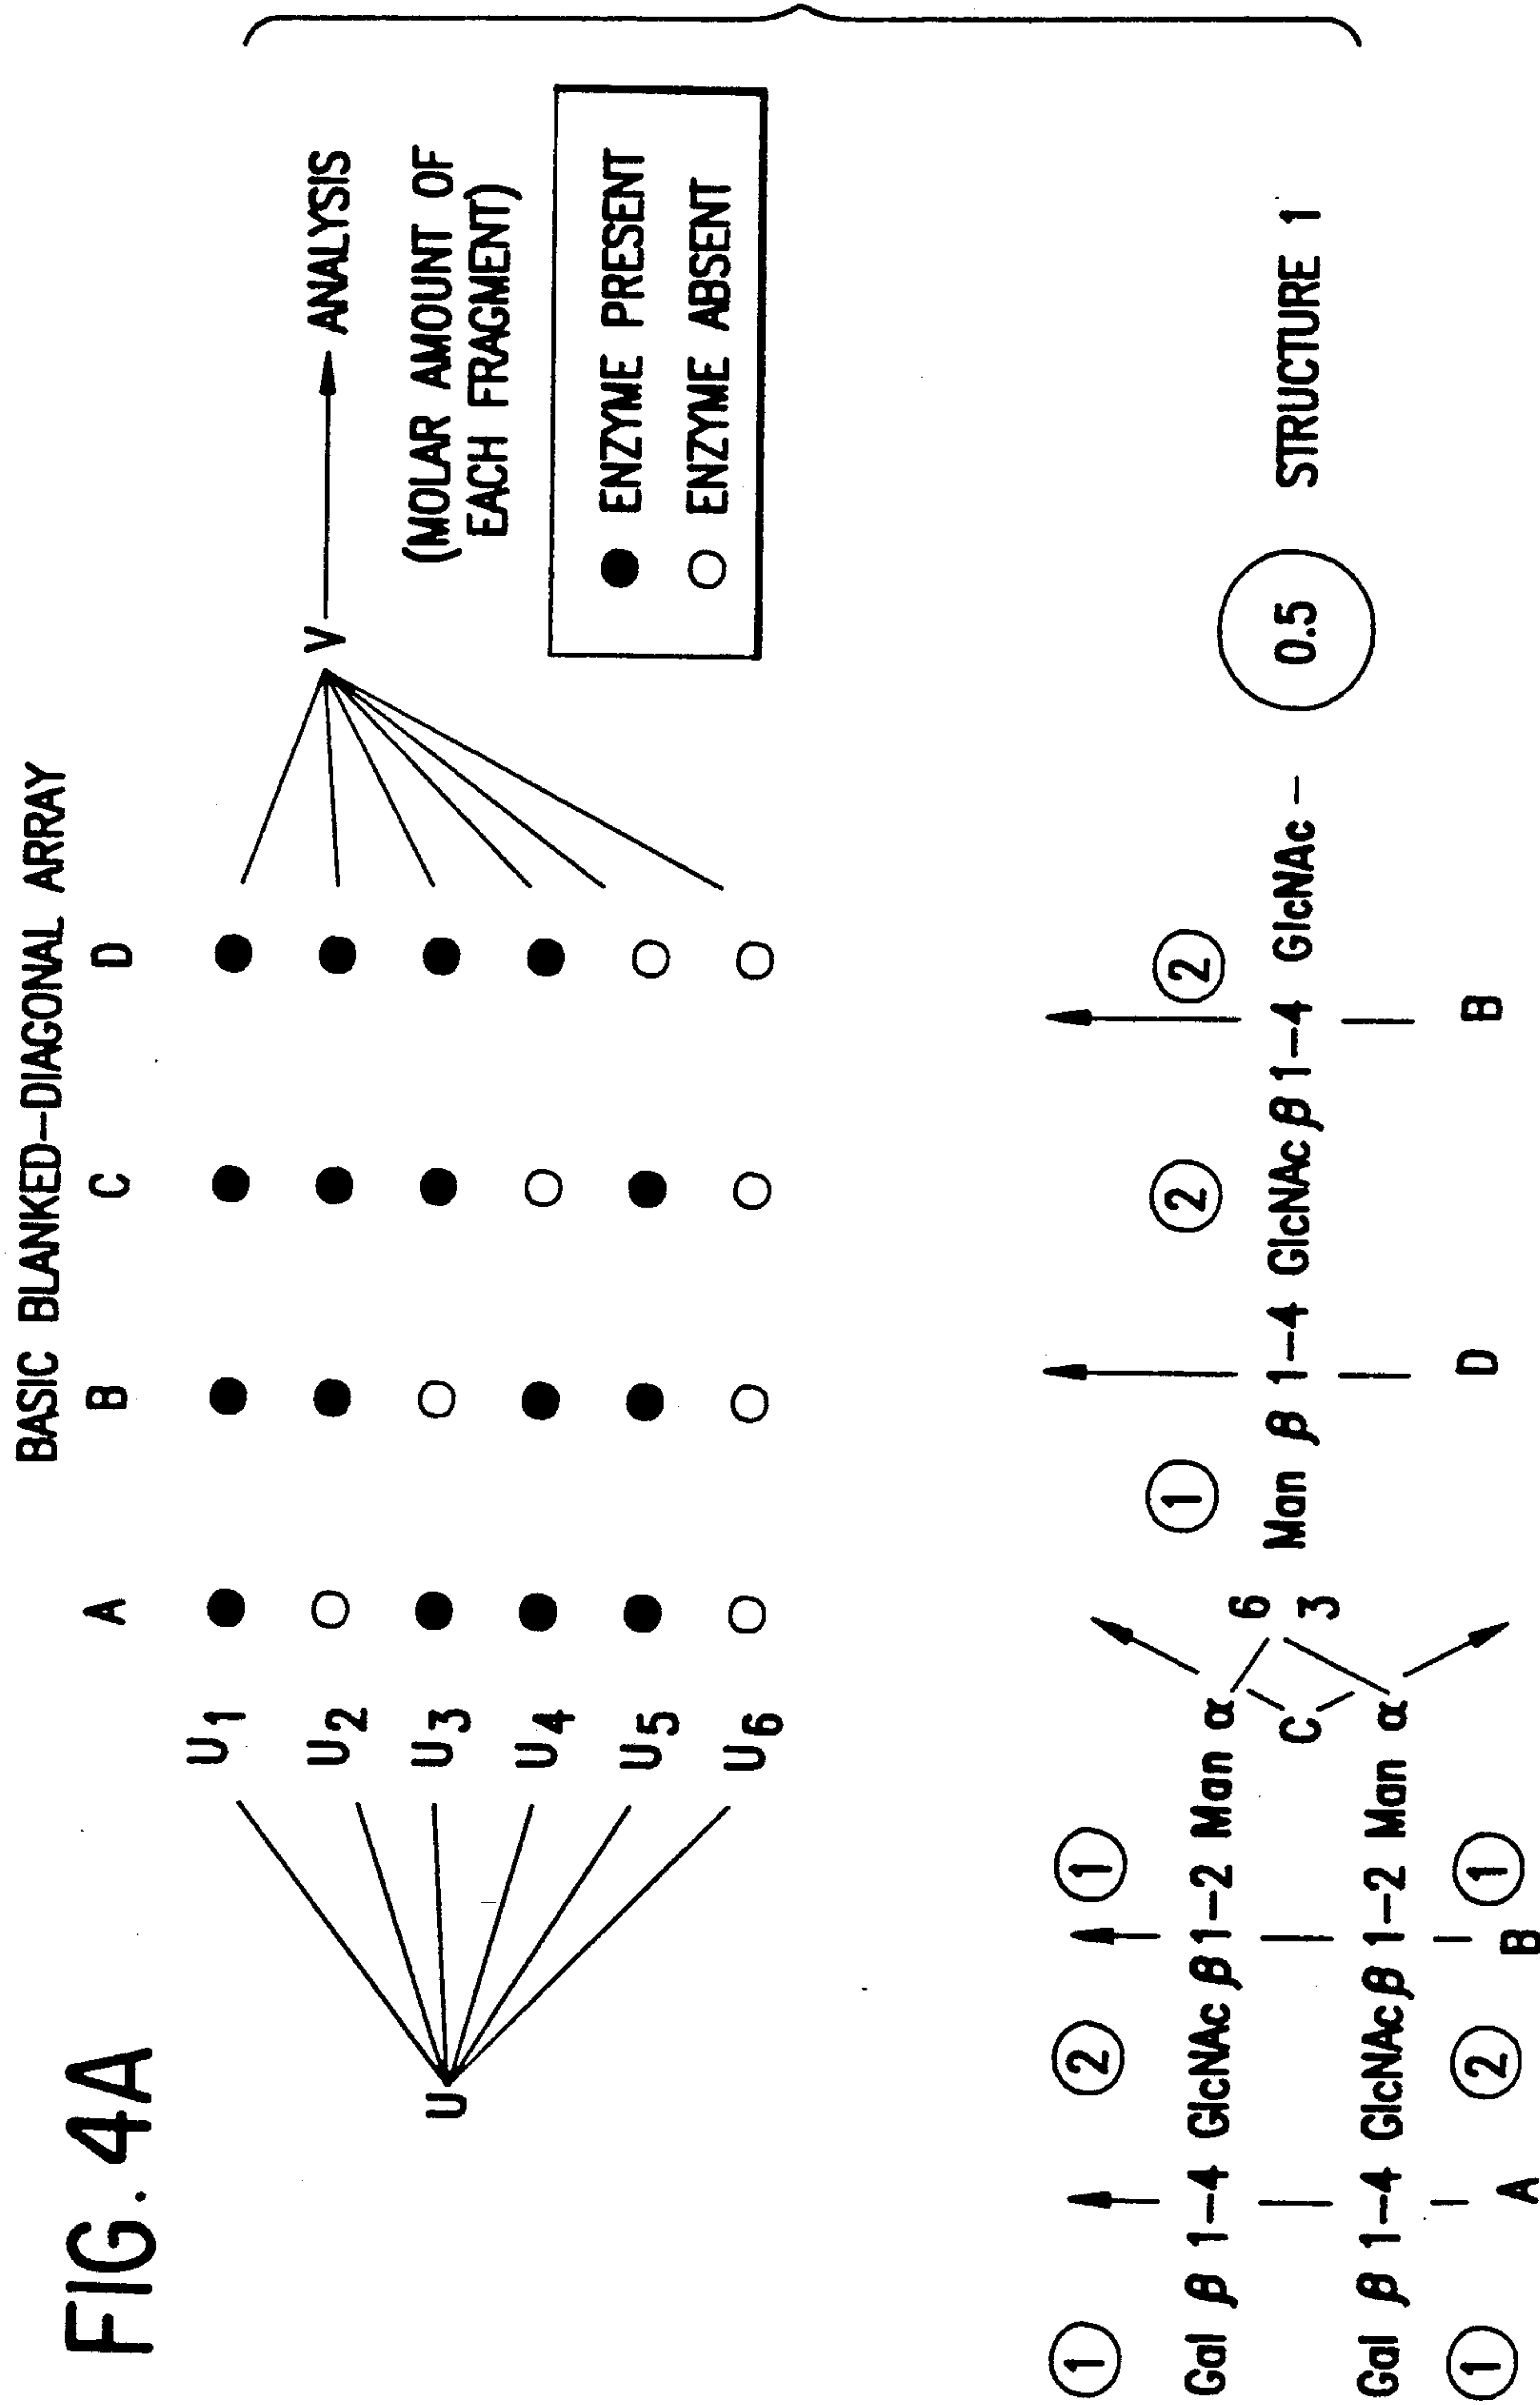 FIG. 4A
BASIC BLANKED-DIAGONAL ARRAY
A B C D
U
U1
U2
U3
U4
U5
U6
V ANALYSIS
(MOLAR AMOUNT OF
EACH FRAGMENT)
● ENZYME PRESENT
○ ENZYME ABSENT
1 2 1
Gal β 1-4 GlcNAc β 1-2 Man α
C
6
3
Gal β 1-4 GlcNAc β 1-2 Man α
1 2 1
A B
1 2 2
Man β 1-4 GlcNAc β 1-4 GlcNAc -
D B
0.5
STRUCTURE 1